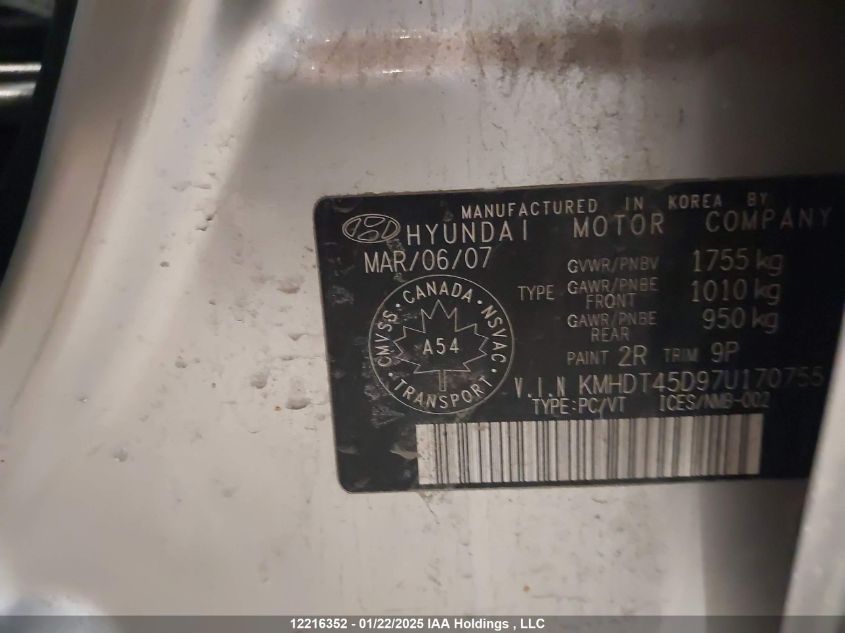 MANUFACTURED IN KOREA BY
HYUNDAI MOTOR COMPANY
MAR/06/07
GVWR/PNBV 1755 kg
TYPE GAWR/PNBE FRONT 1010 kg
GAWR/PNBE REAR 950 kg
PAINT 2R TRIM 9P
V.I.N KMHDT45D97U170755
TYPE:PC/VT ICES/NMB-002
CMVSS · CANADA · NSVAC
A54
· TRANSPORT ·
12216352 - 01/22/2025 IAA Holdings , LLC